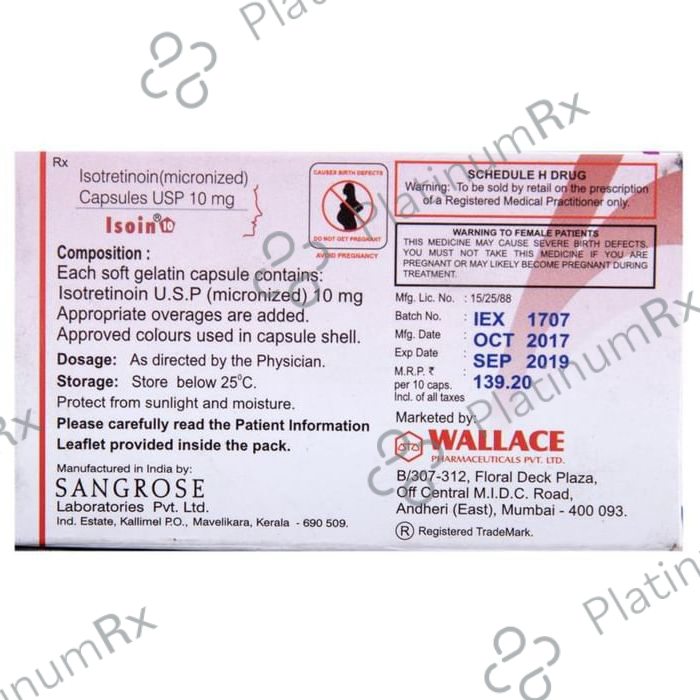 Rx
Isotretinoin(micronized)
Capsules USP 10 mg
Isoin® 10
CAUSES BIRTH DEFECTS
DO NOT GET PREGNANT
AVOID PREGNANCY
Composition :
Each soft gelatin capsule contains:
Isotretinoin U.S.P (micronized) 10 mg
Appropriate overages are added.
Approved colours used in capsule shell.
Dosage: As directed by the Physician.
Storage: Store below 25°C.
Protect from sunlight and moisture.
Please carefully read the Patient Information
Leaflet provided inside the pack.
Manufactured in India by:
SANGROSE
Laboratories Pvt. Ltd.
Ind. Estate, Kallimel P.O., Mavelikara, Kerala - 690 509.
SCHEDULE H DRUG
Warning: To be sold by retail on the prescription
of a Registered Medical Practitioner only.
WARNING TO FEMALE PATIENTS
THIS MEDICINE MAY CAUSE SEVERE BIRTH DEFECTS.
YOU MUST NOT TAKE THIS MEDICINE IF YOU ARE
PREGNANT OR MAY LIKELY BECOME PREGNANT DURING
TREATMENT.
Mfg. Lic. No. : 15/25/88
Batch No. : IEX 1707
Mfg. Date : OCT 2017
Exp Date : SEP 2019
M.R.P. ₹
per 10 caps. : 139.20
Incl. of all taxes
Marketed by:
WALLACE
PHARMACEUTICALS PVT. LTD.
B/307-312, Floral Deck Plaza,
Off Central M.I.D.C. Road,
Andheri (East), Mumbai - 400 093.
® Registered TradeMark.
PlatinumRx
PlatinumRx
PlatinumRx
PlatinumRx
Rx
PlatinumRx
tinumRx